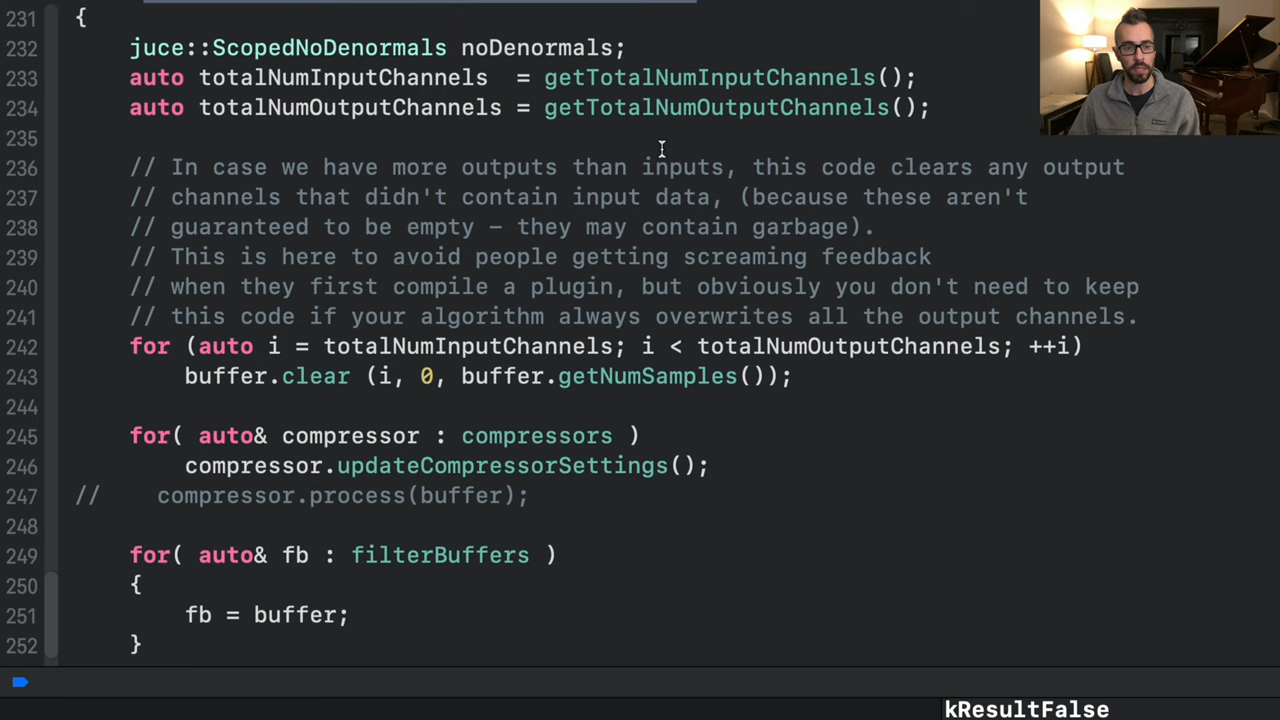 231 {
232 juce::ScopedNoDenormals noDenormals;
233 auto totalNumInputChannels  = getTotalNumInputChannels();
234 auto totalNumOutputChannels = getTotalNumOutputChannels();
235
236 // In case we have more outputs than inputs, this code clears any output
237 // channels that didn't contain input data, (because these aren't
238 // guaranteed to be empty - they may contain garbage).
239 // This is here to avoid people getting screaming feedback
240 // when they first compile a plugin, but obviously you don't need to keep
241 // this code if your algorithm always overwrites all the output channels.
242 for (auto i = totalNumInputChannels; i < totalNumOutputChannels; ++i)
243 buffer.clear (i, 0, buffer.getNumSamples());
244
245 for( auto& compressor : compressors )
246 compressor.updateCompressorSettings();
247 // compressor.process(buffer);
248
249 for( auto& fb : filterBuffers )
250 {
251 fb = buffer;
252 }
kResultFalse